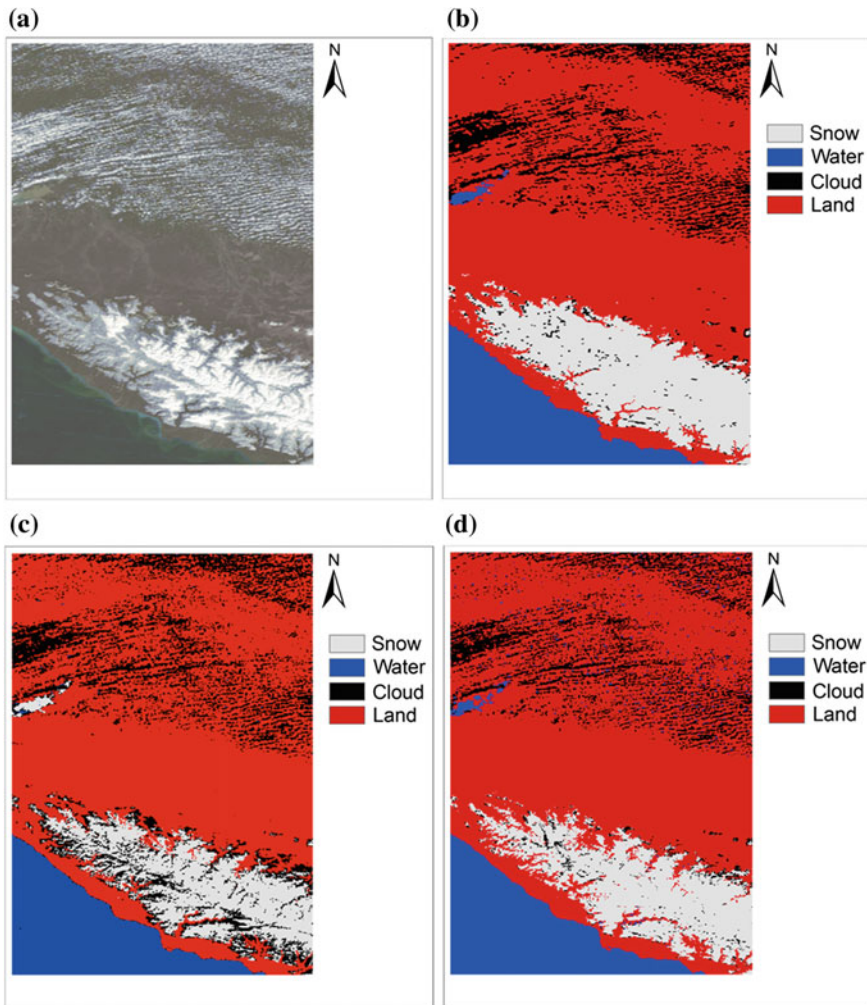 (a)
N
(b)
N
Snow
Water
Cloud
Land
(c)
N
Snow
Water
Cloud
Land
(d)
N
Snow
Water
Cloud
Land